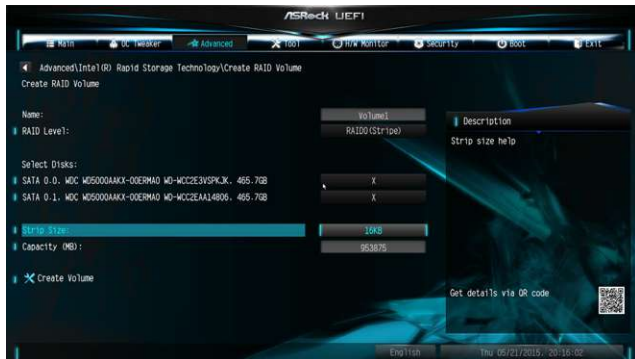 ASRock UEFI
Main OC Tweaker Advanced Tool H/W Monitor Security Boot Exit
Advanced\Intel(R) Rapid Storage Technology\Create RAID Volume
Create RAID Volume
Name: Volume1
RAID Level: RAID0(Stripe)
Select Disks:
SATA 0.0, WDC WD5000AAKX-00ERMA0 WD-WCC2E3VSPKJK, 465.7GB X
SATA 0.1, WDC WD5000AAKX-00ERMA0 WD-WCC2EAA14806, 465.7GB X
Strip Size: 16KB
Capacity (MB): 953875
Create Volume
Description
Strip size help
Get details via QR code
English Thu 05/21/2015, 20:16:02